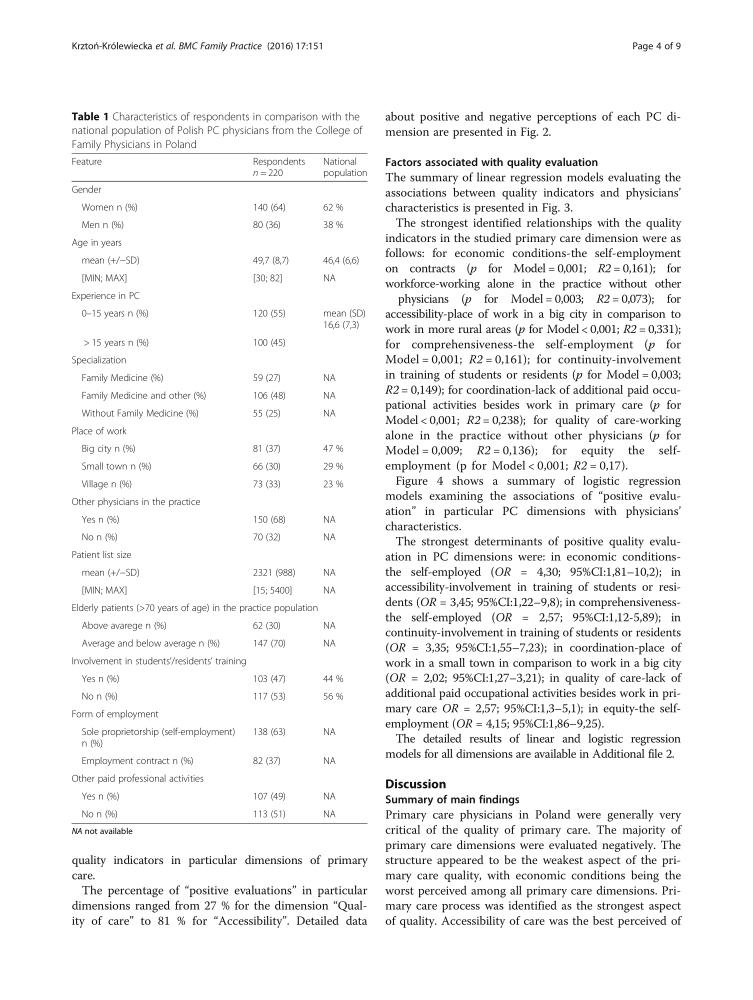 Krztoń-Królewiecka et al. BMC Family Practice (2016) 17:151
Page 4 of 9
Table 1 Characteristics of respondents in comparison with the
national population of Polish PC physicians from the College of
Family Physicians in Poland
Feature Respondents National
n = 220 population
Gender
Women n (%) 140 (64) 62 %
Men n (%) 80 (36) 38 %
Age in years
mean (+/−SD) 49,7 (8,7) 46,4 (6,6)
[MIN; MAX] [30; 82] NA
Experience in PC
0–15 years n (%) 120 (55) mean (SD)
16,6 (7,3)
> 15 years n (%) 100 (45)
Specialization
Family Medicine (%) 59 (27) NA
Family Medicine and other (%) 106 (48) NA
Without Family Medicine (%) 55 (25) NA
Place of work
Big city n (%) 81 (37) 47 %
Small town n (%) 66 (30) 29 %
Village n (%) 73 (33) 23 %
Other physicians in the practice
Yes n (%) 150 (68) NA
No n (%) 70 (32) NA
Patient list size
mean (+/−SD) 2321 (988) NA
[MIN; MAX] [15; 5400] NA
Elderly patients (>70 years of age) in the practice population
Above avarege n (%) 62 (30) NA
Average and below average n (%) 147 (70) NA
Involvement in students’/residents’ training
Yes n (%) 103 (47) 44 %
No n (%) 117 (53) 56 %
Form of employment
Sole proprietorship (self-employment) 138 (63) NA
n (%)
Employment contract n (%) 82 (37) NA
Other paid professional activities
Yes n (%) 107 (49) NA
No n (%) 113 (51) NA
NA not available
quality indicators in particular dimensions of primary
care.
The percentage of “positive evaluations” in particular
dimensions ranged from 27 % for the dimension “Qual-
ity of care” to 81 % for “Accessibility”. Detailed data
about positive and negative perceptions of each PC di-
mension are presented in Fig. 2.
Factors associated with quality evaluation
The summary of linear regression models evaluating the
associations between quality indicators and physicians’
characteristics is presented in Fig. 3.
The strongest identified relationships with the quality
indicators in the studied primary care dimension were as
follows: for economic conditions-the self-employment
on contracts (p for Model = 0,001; R2 = 0,161); for
workforce-working alone in the practice without other
physicians (p for Model = 0,003; R2 = 0,073); for
accessibility-place of work in a big city in comparison to
work in more rural areas (p for Model < 0,001; R2 = 0,331);
for comprehensiveness-the self-employment (p for
Model = 0,001; R2 = 0,161); for continuity-involvement
in training of students or residents (p for Model = 0,003;
R2 = 0,149); for coordination-lack of additional paid occu-
pational activities besides work in primary care (p for
Model < 0,001; R2 = 0,238); for quality of care-working
alone in the practice without other physicians (p for
Model = 0,009; R2 = 0,136); for equity the self-
employment (p for Model < 0,001; R2 = 0,17).
Figure 4 shows a summary of logistic regression
models examining the associations of “positive evalu-
ation” in particular PC dimensions with physicians’
characteristics.
The strongest determinants of positive quality evalu-
ation in PC dimensions were: in economic conditions-
the self-employed (OR = 4,30; 95%CI:1,81–10,2); in
accessibility-involvement in training of students or resi-
dents (OR = 3,45; 95%CI:1,22–9,8); in comprehensiveness-
the self-employed (OR = 2,57; 95%CI:1,12-5,89); in
continuity-involvement in training of students or residents
(OR = 3,35; 95%CI:1,55–7,23); in coordination-place of
work in a small town in comparison to work in a big city
(OR = 2,02; 95%CI:1,27–3,21); in quality of care-lack of
additional paid occupational activities besides work in pri-
mary care OR = 2,57; 95%CI:1,3–5,1); in equity-the self-
employment (OR = 4,15; 95%CI:1,86–9,25).
The detailed results of linear and logistic regression
models for all dimensions are available in Additional file 2.
Discussion
Summary of main findings
Primary care physicians in Poland were generally very
critical of the quality of primary care. The majority of
primary care dimensions were evaluated negatively. The
structure appeared to be the weakest aspect of the pri-
mary care quality, with economic conditions being the
worst perceived among all primary care dimensions. Pri-
mary care process was identified as the strongest aspect
of quality. Accessibility of care was the best perceived of